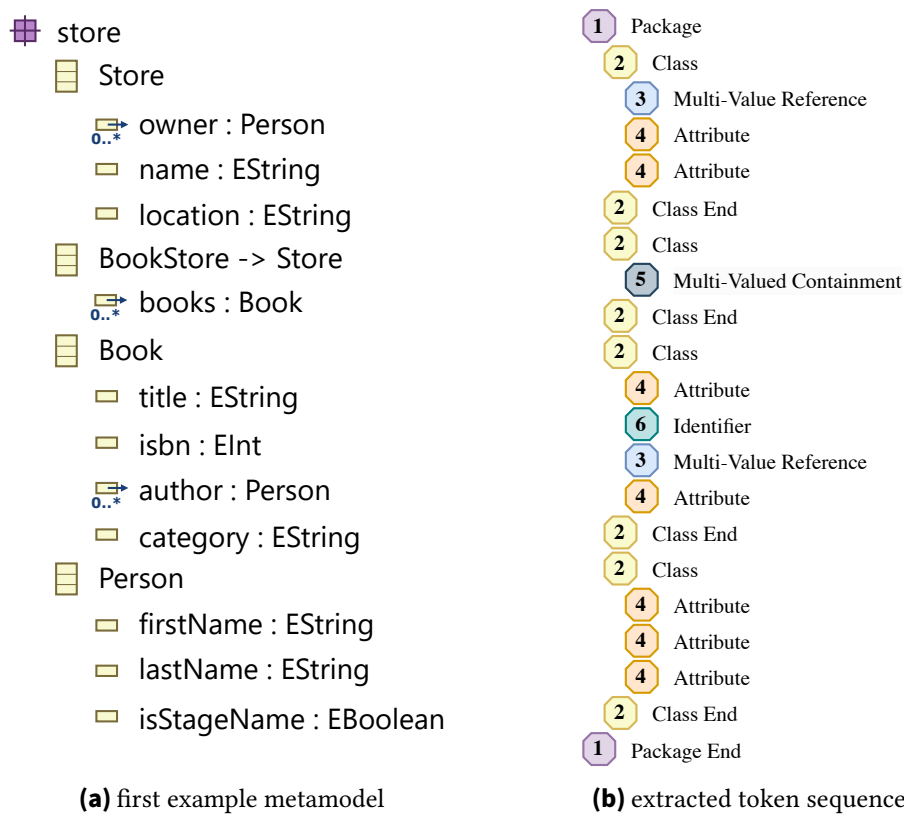 store
Store
0..* owner : Person
name : EString
location : EString
BookStore -> Store
0..* books : Book
Book
title : EString
isbn : EInt
0..* author : Person
category : EString
Person
firstName : EString
lastName : EString
isStageName : EBoolean
(a) first example metamodel
1 Package
2 Class
3 Multi-Value Reference
4 Attribute
4 Attribute
2 Class End
2 Class
5 Multi-Valued Containment
2 Class End
2 Class
4 Attribute
6 Identifier
3 Multi-Value Reference
4 Attribute
2 Class End
2 Class
4 Attribute
4 Attribute
4 Attribute
2 Class End
1 Package End
(b) extracted token sequence